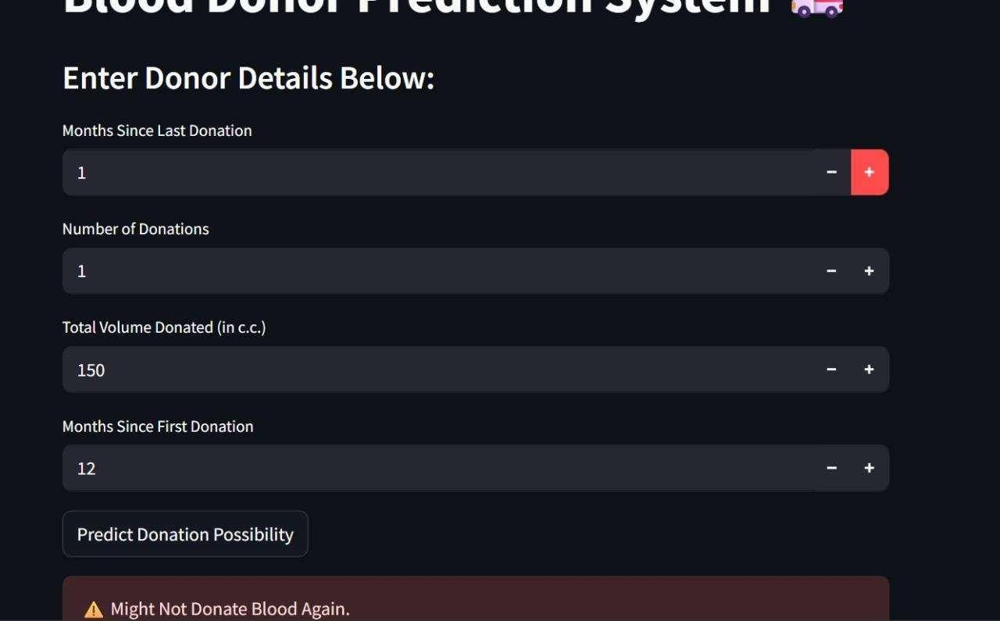 Blood Donor Prediction System
Enter Donor Details Below:
Months Since Last Donation
1
− +
Number of Donations
1
− +
Total Volume Donated (in c.c.)
150
− +
Months Since First Donation
12
− +
Predict Donation Possibility
Might Not Donate Blood Again.